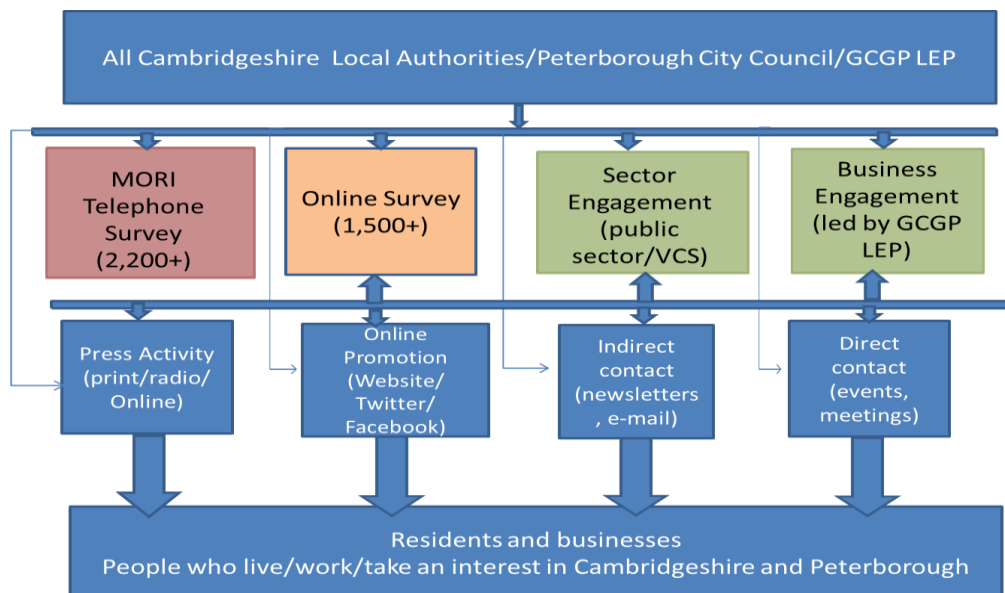 All Cambridgeshire Local Authorities/Peterborough City Council/GCGP LEP
MORI
Telephone
Survey
(2,200+)
Online Survey
(1,500+)
Sector
Engagement
(public
sector/VCS)
Business
Engagement
(led by GCGP
LEP)
Press Activity
(print/radio/
Online)
Online
Promotion
(Website/
Twitter/
Facebook)
Indirect
contact
(newsletters
, e-mail)
Direct
contact
(events,
meetings)
Residents and businesses
People who live/work/take an interest in Cambridgeshire and Peterborough